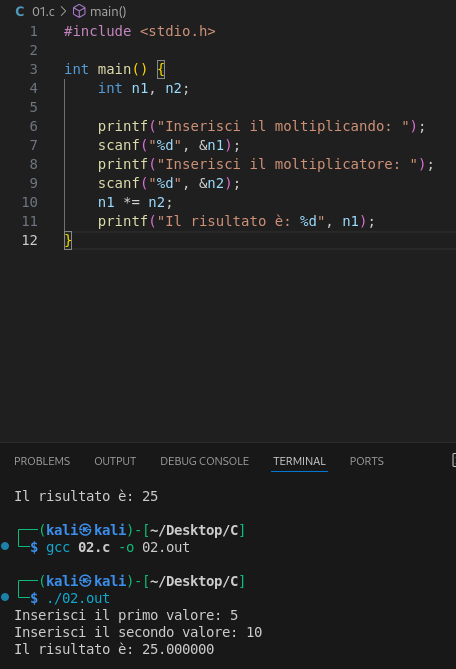 C 01.c > main()
1 #include <stdio.h>
2
3 int main() {
4     int n1, n2;
5
6     printf("Inserisci il moltiplicando: ");
7     scanf("%d", &n1);
8     printf("Inserisci il moltiplicatore: ");
9     scanf("%d", &n2);
10     n1 *= n2;
11     printf("Il risultato è: %d", n1);
12 }
PROBLEMS OUTPUT DEBUG CONSOLE TERMINAL PORTS
Il risultato è: 25
┌──(kali㉿kali)-[~/Desktop/C]
└─$ gcc 02.c -o 02.out
┌──(kali㉿kali)-[~/Desktop/C]
└─$ ./02.out
Inserisci il primo valore: 5
Inserisci il secondo valore: 10
Il risultato è: 25.000000